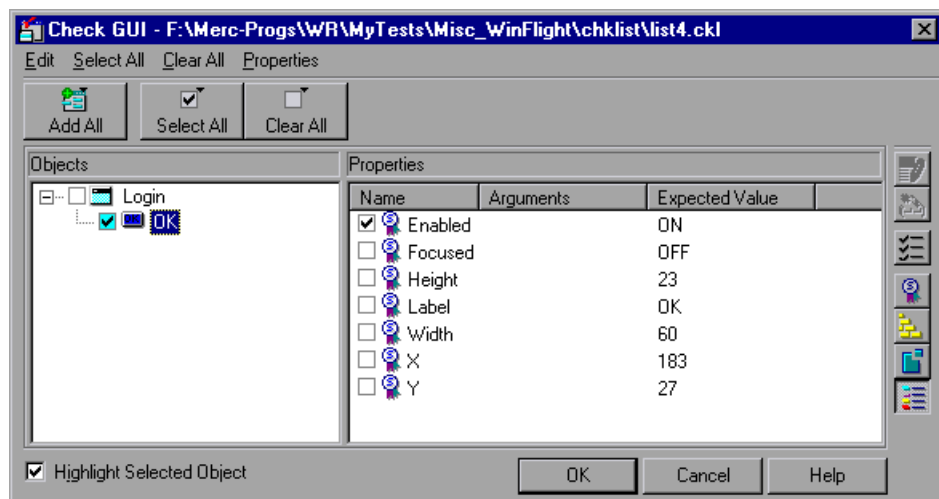 Check GUI - F:\Merc-Progs\WR\MyTests\Misc_WinFlight\chklist\list4.ckl
Edit Select All Clear All Properties
Add All Select All Clear All
Objects Properties
Login
OK
Name Arguments Expected Value
Enabled ON
Focused OFF
Height 23
Label OK
Width 60
X 183
Y 27
Highlight Selected Object
OK Cancel Help